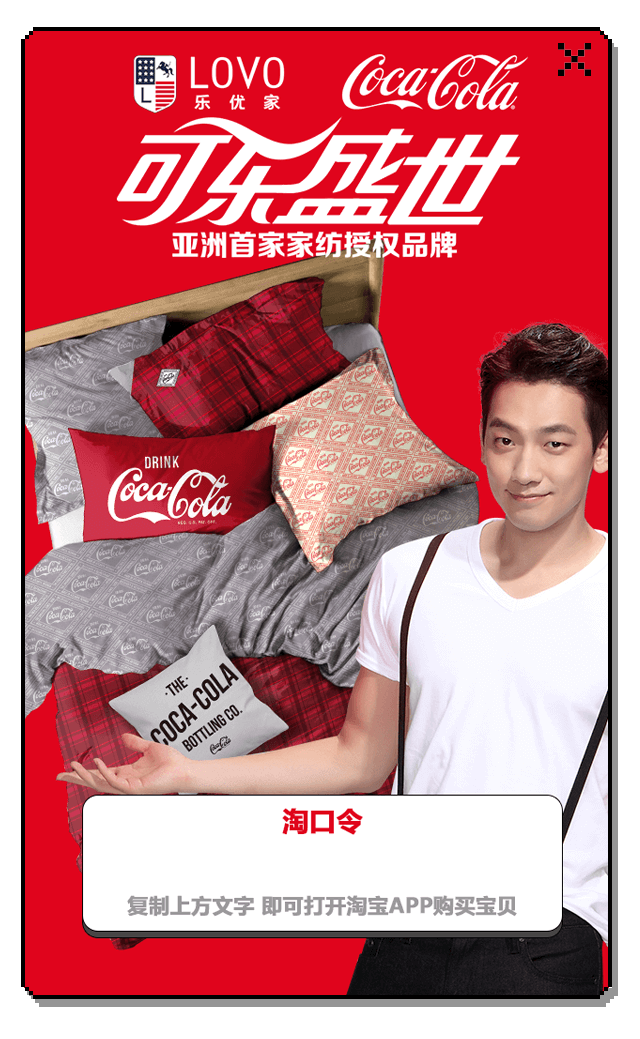 LOVO
乐优家
Coca-Cola
可乐盛世
亚洲首家家纺授权品牌
DRINK
Coca-Cola
·THE·
COCA-COLA
BOTTLING CO.
Coca-Cola
淘口令
复制上方文字 即可打开淘宝APP购买宝贝